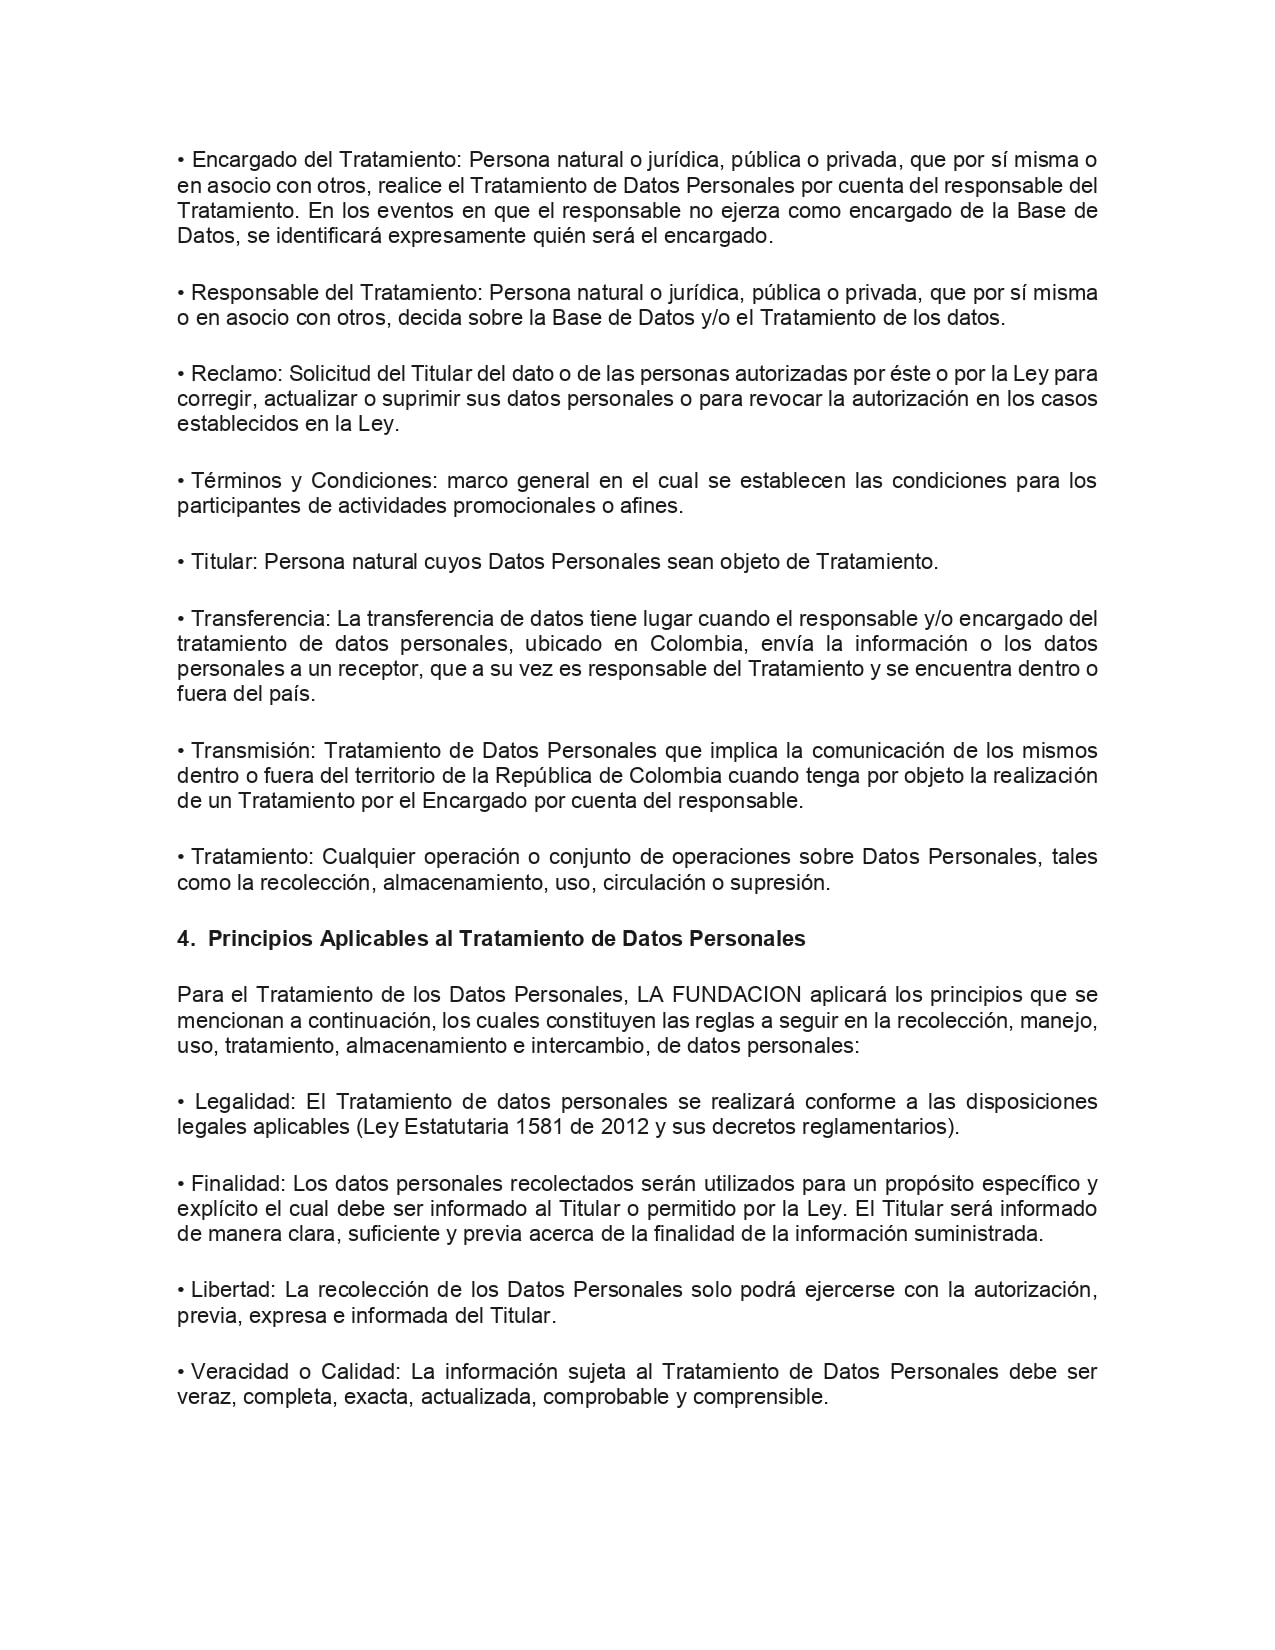 • Encargado del Tratamiento: Persona natural o jurídica, pública o privada, que por sí misma o
en asocio con otros, realice el Tratamiento de Datos Personales por cuenta del responsable del
Tratamiento. En los eventos en que el responsable no ejerza como encargado de la Base de
Datos, se identificará expresamente quién será el encargado.
• Responsable del Tratamiento: Persona natural o jurídica, pública o privada, que por sí misma
o en asocio con otros, decida sobre la Base de Datos y/o el Tratamiento de los datos.
• Reclamo: Solicitud del Titular del dato o de las personas autorizadas por éste o por la Ley para
corregir, actualizar o suprimir sus datos personales o para revocar la autorización en los casos
establecidos en la Ley.
• Términos y Condiciones: marco general en el cual se establecen las condiciones para los
participantes de actividades promocionales o afines.
• Titular: Persona natural cuyos Datos Personales sean objeto de Tratamiento.
• Transferencia: La transferencia de datos tiene lugar cuando el responsable y/o encargado del
tratamiento de datos personales, ubicado en Colombia, envía la información o los datos
personales a un receptor, que a su vez es responsable del Tratamiento y se encuentra dentro o
fuera del país.
• Transmisión: Tratamiento de Datos Personales que implica la comunicación de los mismos
dentro o fuera del territorio de la República de Colombia cuando tenga por objeto la realización
de un Tratamiento por el Encargado por cuenta del responsable.
• Tratamiento: Cualquier operación o conjunto de operaciones sobre Datos Personales, tales
como la recolección, almacenamiento, uso, circulación o supresión.
4. Principios Aplicables al Tratamiento de Datos Personales
Para el Tratamiento de los Datos Personales, LA FUNDACION aplicará los principios que se
mencionan a continuación, los cuales constituyen las reglas a seguir en la recolección, manejo,
uso, tratamiento, almacenamiento e intercambio, de datos personales:
• Legalidad: El Tratamiento de datos personales se realizará conforme a las disposiciones
legales aplicables (Ley Estatutaria 1581 de 2012 y sus decretos reglamentarios).
• Finalidad: Los datos personales recolectados serán utilizados para un propósito específico y
explícito el cual debe ser informado al Titular o permitido por la Ley. El Titular será informado
de manera clara, suficiente y previa acerca de la finalidad de la información suministrada.
• Libertad: La recolección de los Datos Personales solo podrá ejercerse con la autorización,
previa, expresa e informada del Titular.
• Veracidad o Calidad: La información sujeta al Tratamiento de Datos Personales debe ser
veraz, completa, exacta, actualizada, comprobable y comprensible.